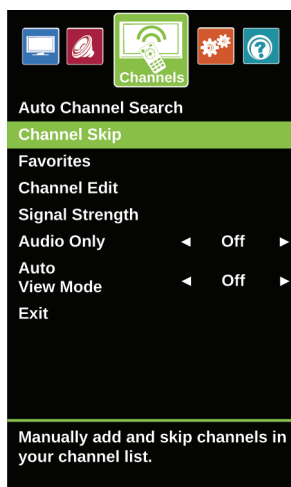 Channels
Auto Channel Search
Channel Skip
Favorites
Channel Edit
Signal Strength
Audio Only ◄ Off ►
Auto
View Mode ◄ Off ►
Exit
Manually add and skip channels in
your channel list.